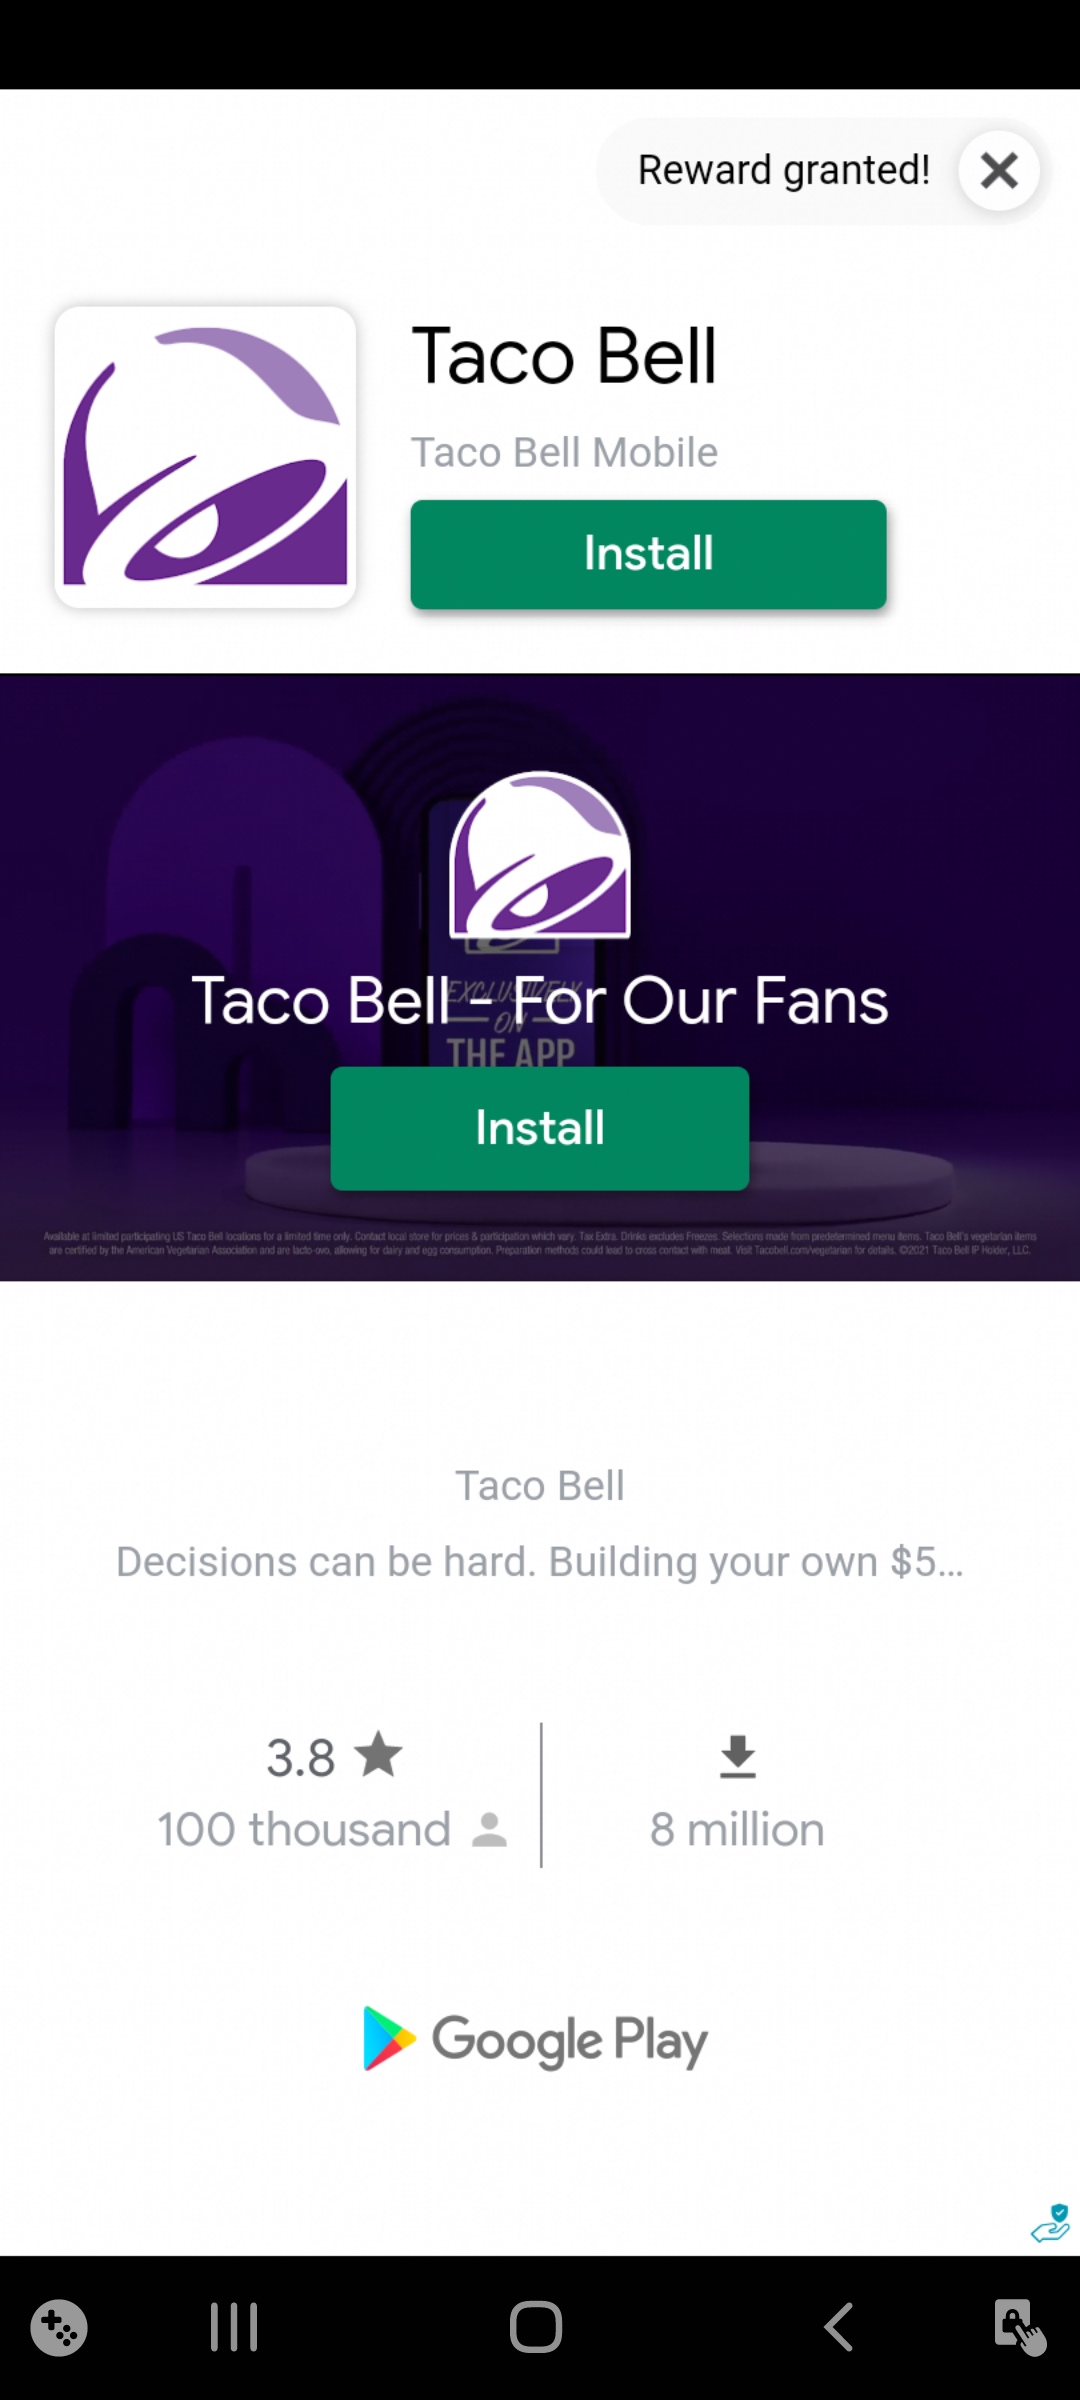 Reward granted!
Taco Bell
Taco Bell Mobile
Install
EXCLUSIVELY
ON
THE APP
Taco Bell - For Our Fans
Install
Available at limited participating US Taco Bell locations for a limited time only. Contact local store for prices & participation which vary. Tax Extra. Drinks excludes Freezes. Selections made from predetermined menu items. Taco Bell's vegetarian items
are certified by the American Vegetarian Association and are lacto-ovo, allowing for dairy and egg consumption. Preparation methods could lead to cross contact with meat. Visit Tacobell.com/vegetarian for details. ©2021 Taco Bell IP Holder, LLC.
Taco Bell
Decisions can be hard. Building your own $5...
3.8
100 thousand
8 million
Google Play